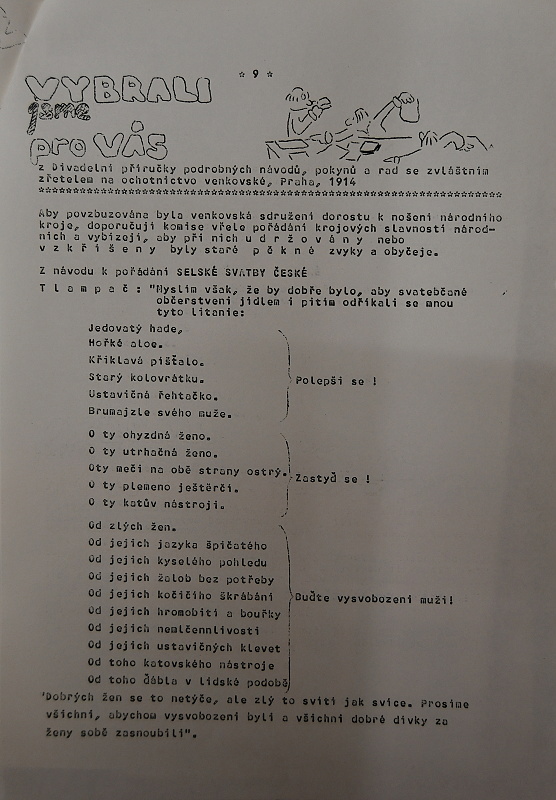 * 9 *
VYBRALI
jsme
pro VÁS
z Divadelní příručky podrobných návodů, pokynů a rad se zvláštním
zřetelem na ochotnictvo venkovské, Praha, 1914
Aby povzbuzována byla venkovská sdružení dorostu k nošení národního
kroje, doporučují komise vřele pořádání krojových slavností národ-
ních a vybízejí, aby při nich u d r ž o v á n y nebo
v z k ř í š e n y byly staré p ě k n é zvyky a obyčeje.
Z návodu k pořádání SELSKÉ SVATBY ČESKÉ
T l a m p a č : "Myslím však, že by dobře bylo, aby svatebčané
občerstveni jídlem i pitím odříkali se mnou
tyto litanie:
Jedovatý hade,
Hořké aloe.
Křiklavá píšťalo.
Starý kolovrátku.
Polepši se !
Ustavičná řehtačko.
Brumajzle svého muže.
O ty ohyzdná ženo.
O ty utrhačná ženo.
Oty meči na obě strany ostrý.
Zastyď se !
O ty plemeno ještěrčí.
O ty katův nástroji.
Od zlých žen.
Od jejich jazyka špičatého
Od jejich kyselého pohledu
Od jejich žalob bez potřeby
Od jejich kočičího škrábání
Buďte vysvobozeni muži!
Od jejich hromobití a bouřky
Od jejich nemlčennlivosti
Od jejich ustavičných klevet
Od toho katovského nástroje
Od toho ďábla v lidské podobě
"Dobrých žen se to netýče, ale zlý to svítí jak svíce. Prosíme
všichni, abychom vysvobozeni byli a všichni dobré dívky za
ženy sobě zasnoubili".